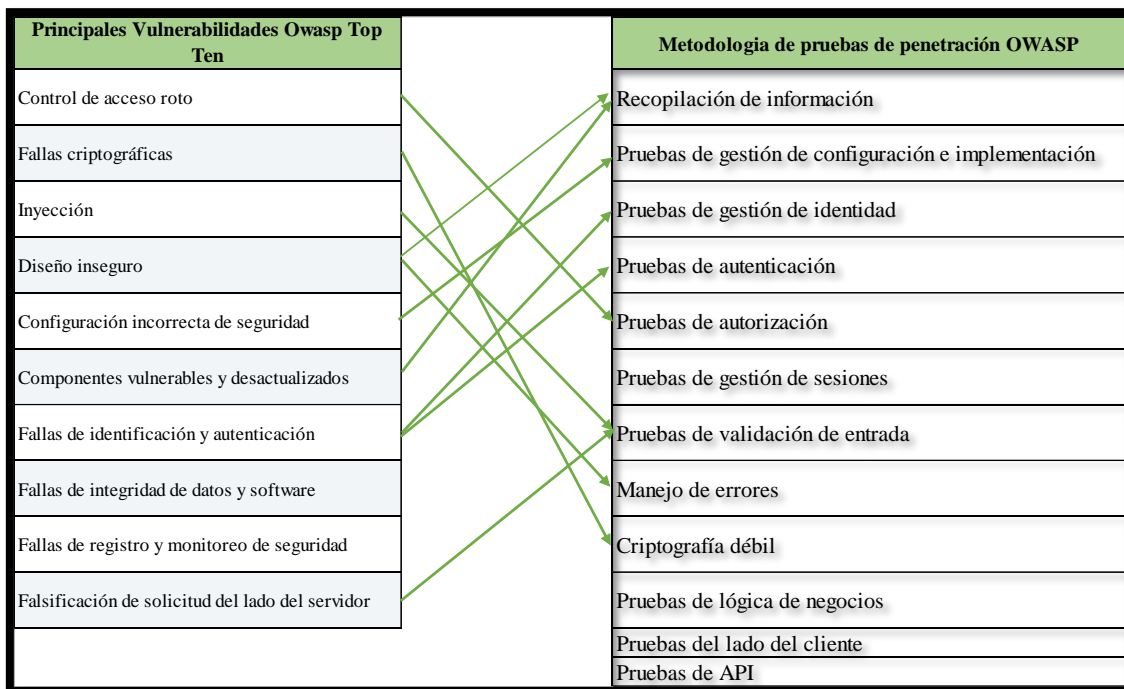 Principales Vulnerabilidades Owasp Top
Ten
Control de acceso roto
Fallas criptográficas
Inyección
Diseño inseguro
Configuración incorrecta de seguridad
Componentes vulnerables y desactualizados
Fallas de identificación y autenticación
Fallas de integridad de datos y software
Fallas de registro y monitoreo de seguridad
Falsificación de solicitud del lado del servidor
Metodologia de pruebas de penetración OWASP
Recopilación de información
Pruebas de gestión de configuración e implementación
Pruebas de gestión de identidad
Pruebas de autenticación
Pruebas de autorización
Pruebas de gestión de sesiones
Pruebas de validación de entrada
Manejo de errores
Criptografía débil
Pruebas de lógica de negocios
Pruebas del lado del cliente
Pruebas de API